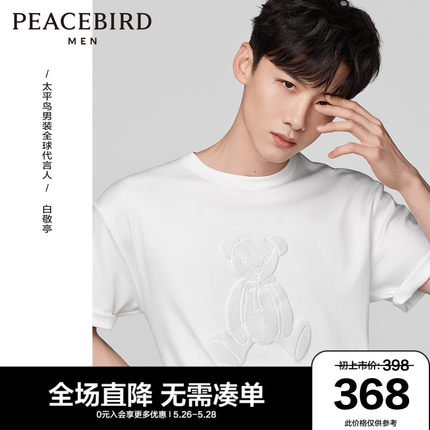 PEACEBIRD
MEN
/
太平鸟男装全球代言人
/
白敬亭
全场直降 无需凑单
0元入会享更多优惠 | 5.26-5.28
初上市价: 398
368
此价格仅供参考